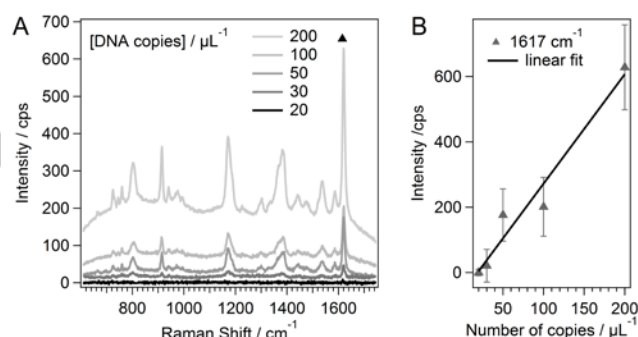 A
[DNA copies] / µL-1
200
100
50
30
20
▲
700
600
500
400
300
200
100
0
Intensity / cps
800
1000
1200
1400
1600
Raman Shift / cm-1
B
▲ 1617 cm-1
linear fit
600
400
200
0
Intensity /cps
50
100
200
Number of copies / µL-1